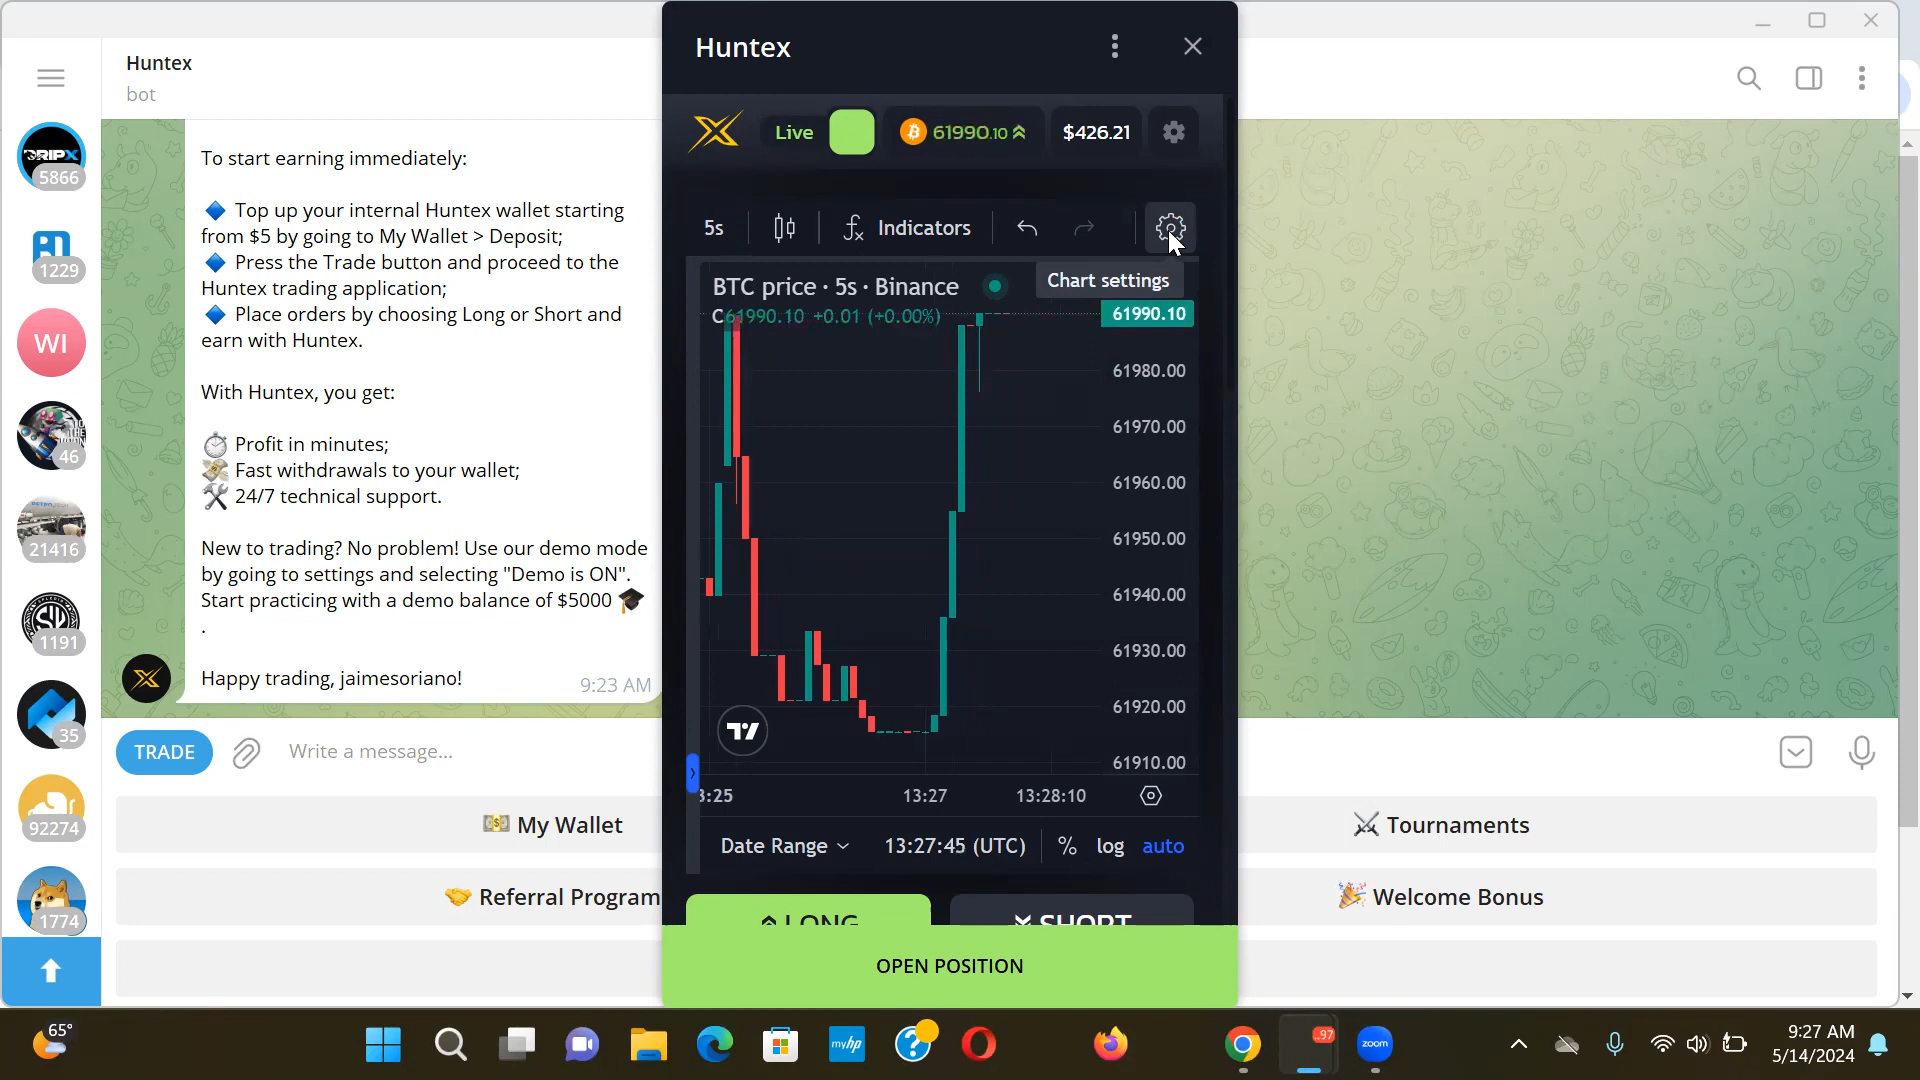 Huntex
bot
5866
1229
WI
46
21416
1191
35
92274
1774
To start earning immediately:
Top up your internal Huntex wallet starting
from $5 by going to My Wallet > Deposit;
Press the Trade button and proceed to the
Huntex trading application;
Place orders by choosing Long or Short and
earn with Huntex.
With Huntex, you get:
Profit in minutes;
Fast withdrawals to your wallet;
24/7 technical support.
New to trading? No problem! Use our demo mode
by going to settings and selecting "Demo is ON".
Start practicing with a demo balance of $5000
.
Happy trading, jaimesoriano!
9:23 AM
TRADE
Write a message...
My Wallet
Tournaments
Referral Program
Welcome Bonus
Huntex
Live
61990.10
$426.21
5s
Indicators
Chart settings
BTC price · 5s · Binance
C61990.10 +0.01 (+0.00%)
61990.10
61980.00
61970.00
61960.00
61950.00
61940.00
61930.00
61920.00
61910.00
3:25
13:27
13:28:10
Date Range
13:27:45 (UTC)
%
log
auto
LONG
SHORT
OPEN POSITION
65°
myhp
.97
zoom
9:27 AM
5/14/2024